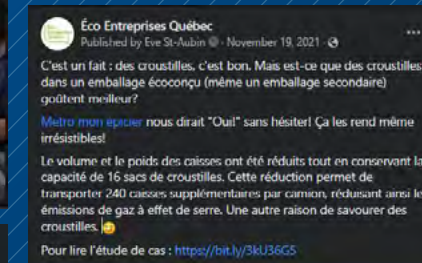 Éco Entreprises Québec
Published by Eve St-Aubin · November 19, 2021 ·
C'est un fait : des croustilles, c'est bon. Mais est-ce que des croustilles
dans un emballage écoconçu (même un emballage secondaire)
goûtent meilleur?
Metro mon épicier nous dirait "Oui!" sans hésiter! Ça les rend même
irrésistibles!
Le volume et le poids des caisses ont été réduits tout en conservant la
capacité de 16 sacs de croustilles. Cette réduction permet de
transporter 240 caisses supplémentaires par camion, réduisant ainsi le
émissions de gaz à effet de serre. Une autre raison de savourer des
croustilles.
Pour lire l'étude de cas : https://bit.ly/3kU36G5